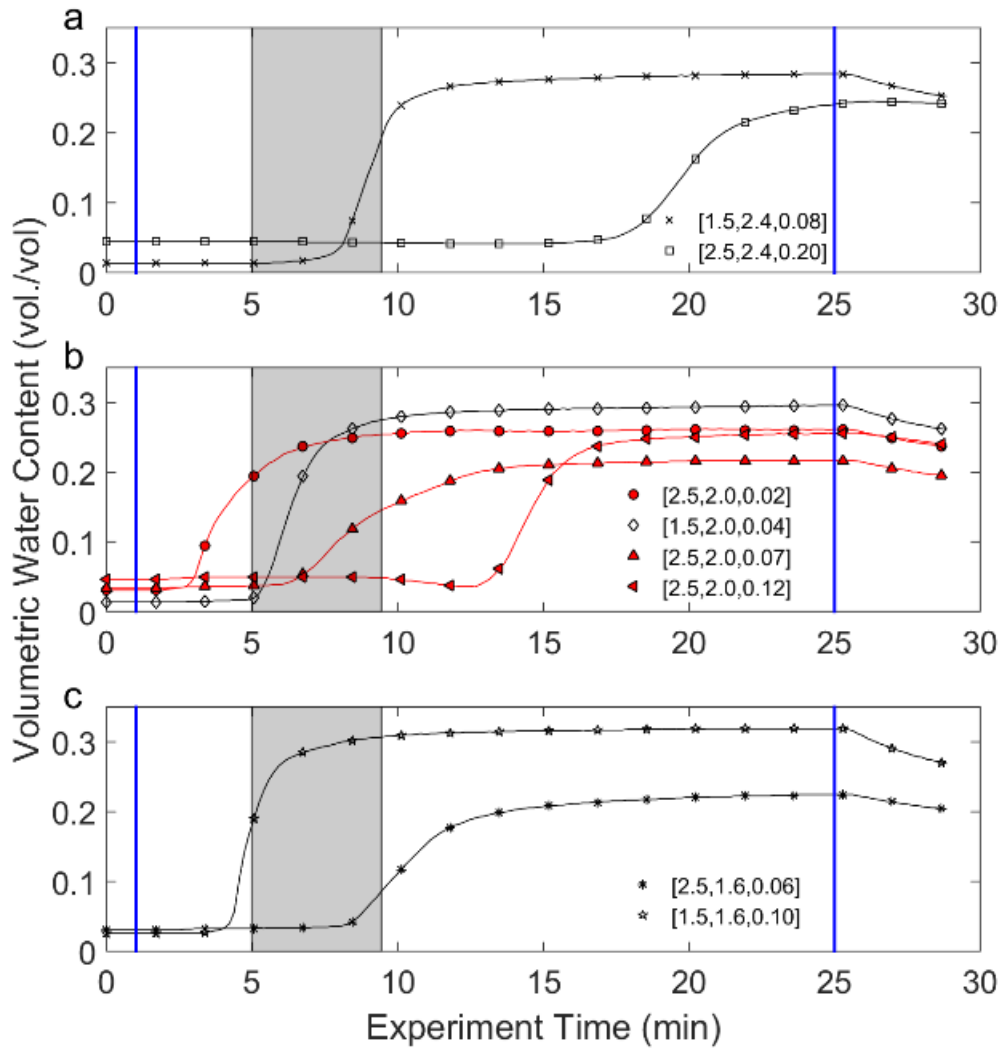 a
0.3
0.2
0.1
0
[1.5,2.4,0.08]
[2.5,2.4,0.20]
0 5 10 15 20 25 30
b
0.3
0.2
0.1
0
[2.5,2.0,0.02]
[1.5,2.0,0.04]
[2.5,2.0,0.07]
[2.5,2.0,0.12]
0 5 10 15 20 25 30
c
0.3
0.2
0.1
0
[2.5,1.6,0.06]
[1.5,1.6,0.10]
0 5 10 15 20 25 30
Experiment Time (min)
Volumetric Water Content (vol./vol)